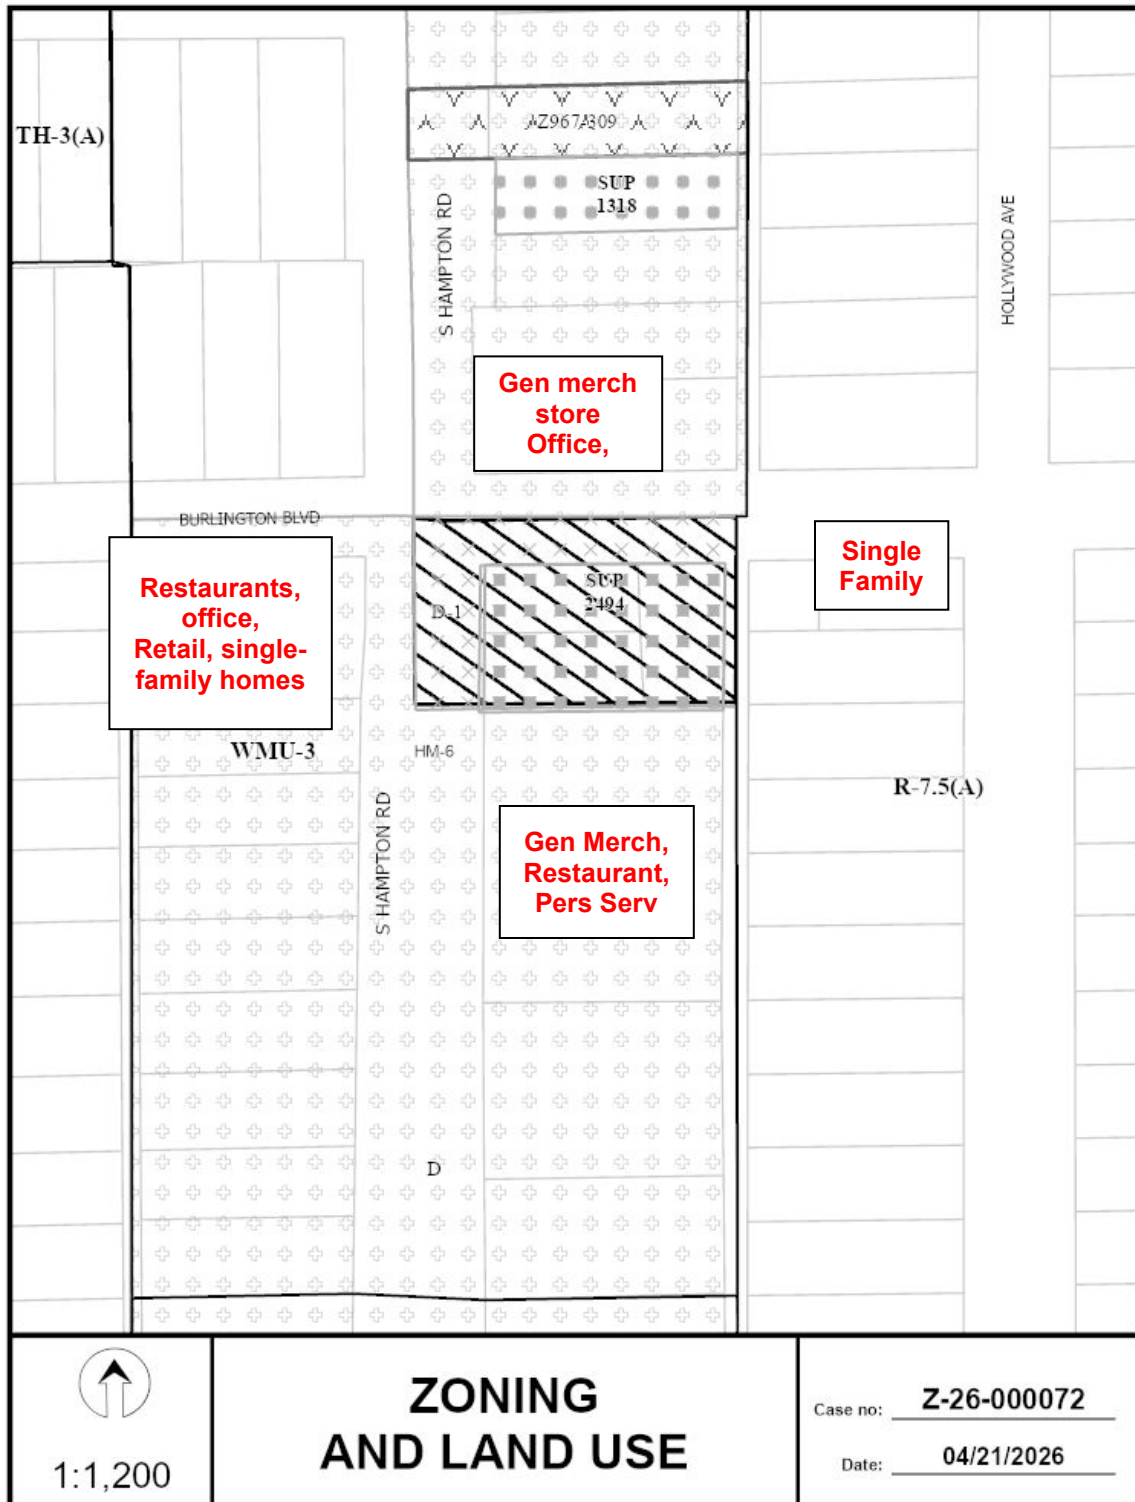 TH-3(A)
Z967-309
SUP
1318
S HAMPTON RD
HOLLYWOOD AVE
Gen merch
store
Office,
BURLINGTON BLVD
Restaurants,
office,
Retail, single-
family homes
D-1
SUP
2494
Single
Family
WMU-3
HM-6
R-7.5(A)
S HAMPTON RD
Gen Merch,
Restaurant,
Pers Serv
D
1:1,200
ZONING
AND LAND USE
Case no: Z-26-000072
Date: 04/21/2026